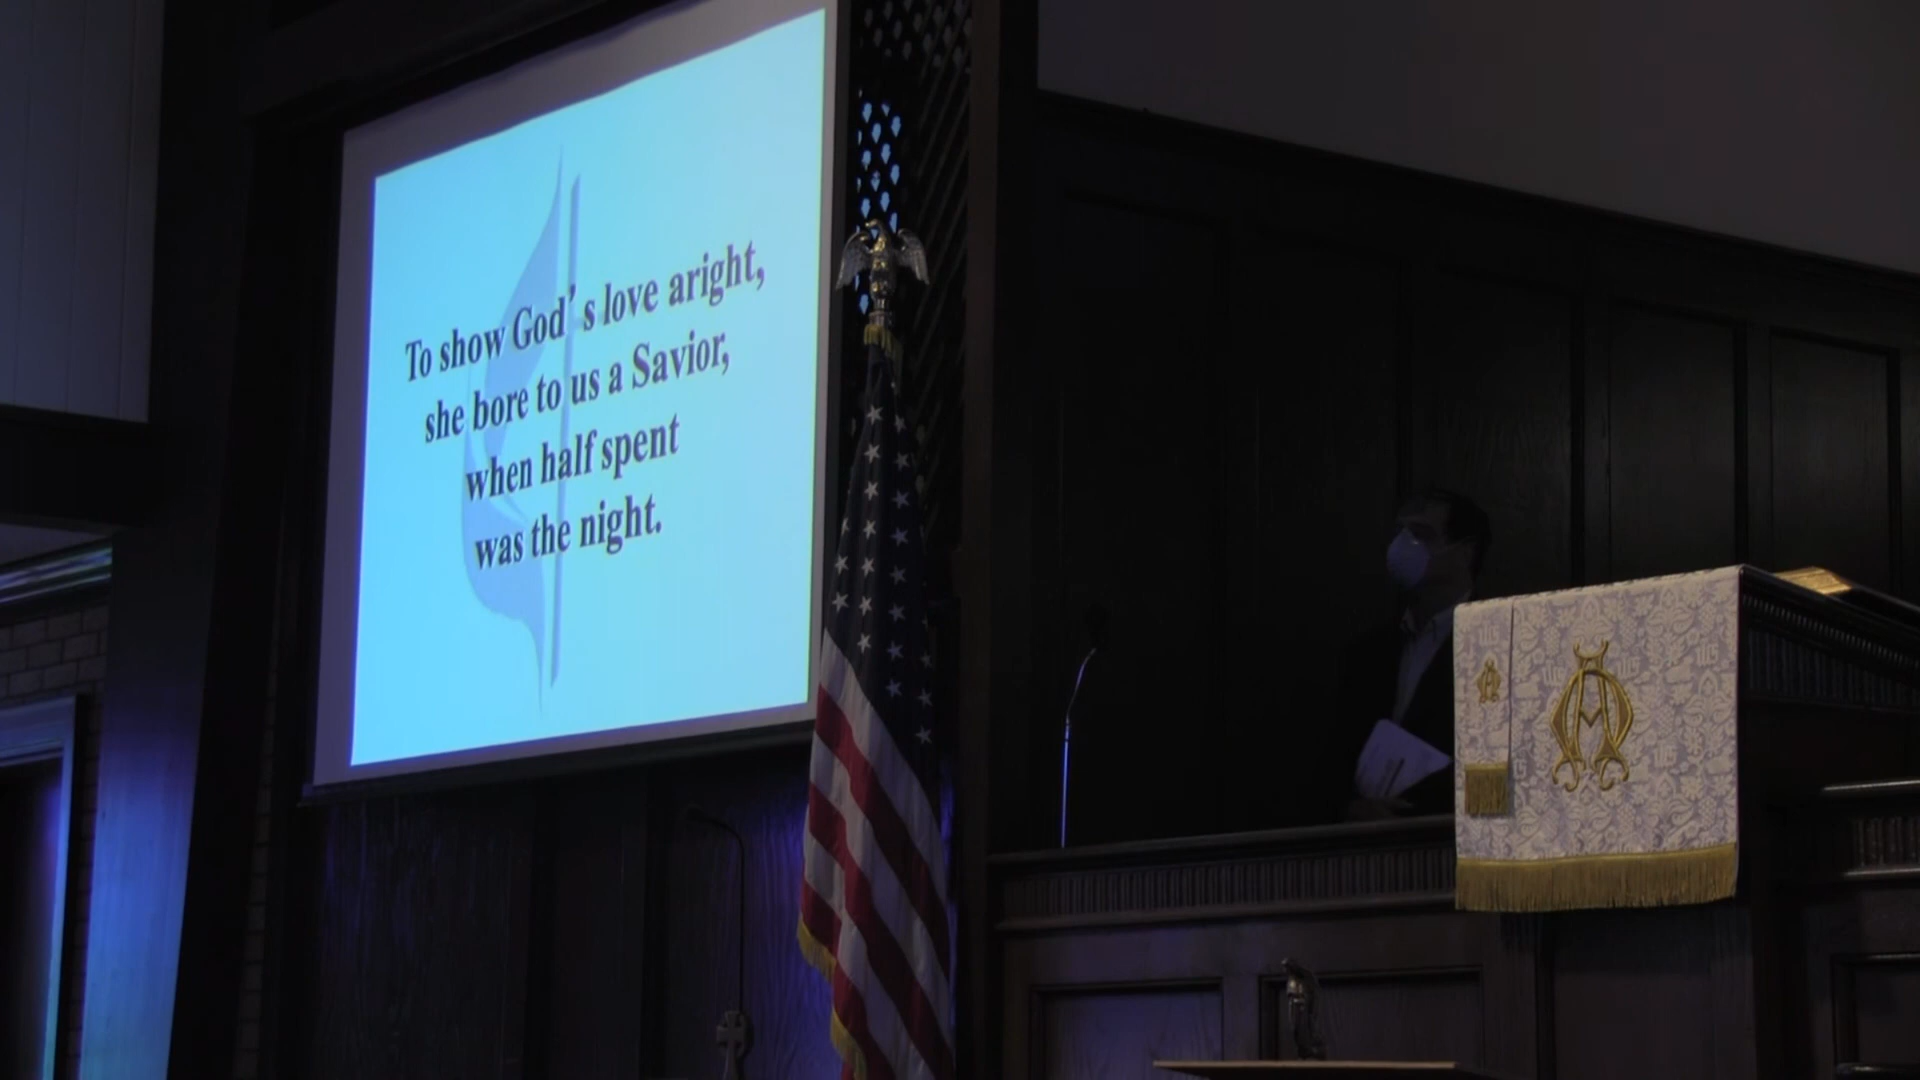 To show God's love aright,
she bore to us a Savior,
when half spent
was the night.